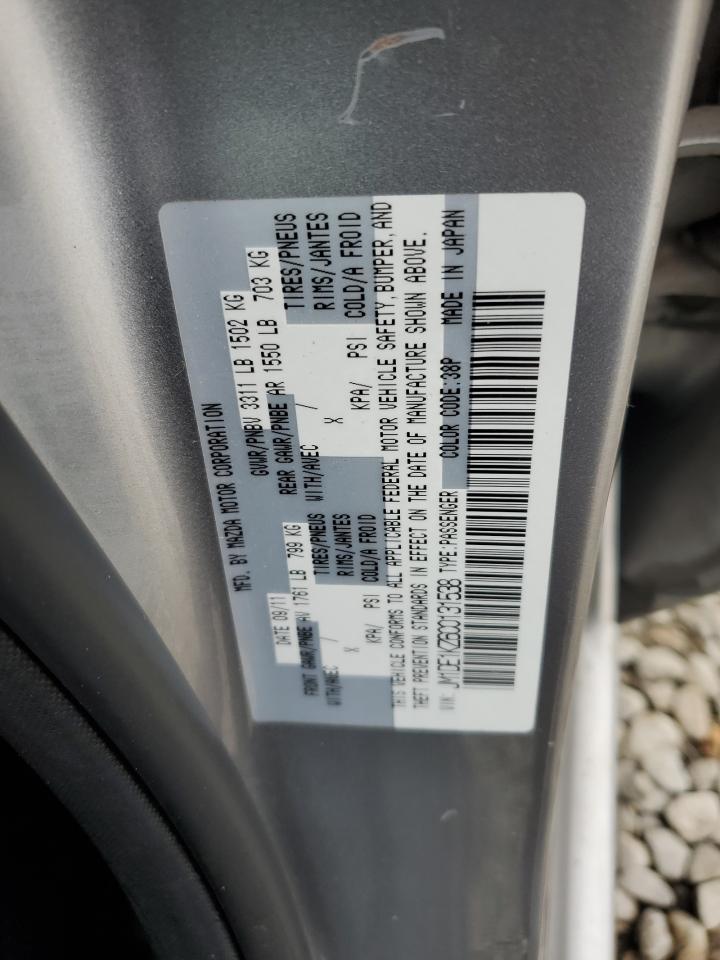 MFD. BY MAZDA MOTOR CORPORATION
DATE 09/11 GVWR/PNBV 3311 LB 1502 KG
FRONT GAWR/PNBE AV 1761 LB 799 KG REAR GAWR/PNBE AR 1550 LB 703 KG
WITH/AVEC / TIRES/PNEUS WITH/AVEC / TIRES/PNEUS
X RIMS/JANTES X RIMS/JANTES
KPA/ PSI COLD/A FROID KPA/ PSI COLD/A FROID
THIS VEHICLE CONFORMS TO ALL APPLICABLE FEDERAL MOTOR VEHICLE SAFETY, BUMPER, AND
THEFT PREVENTION STANDARDS IN EFFECT ON THE DATE OF MANUFACTURE SHOWN ABOVE.
VIN: JM1DE1KZ6C0131538 TYPE:PASSENGER COLOR CODE:38P MADE IN JAPAN